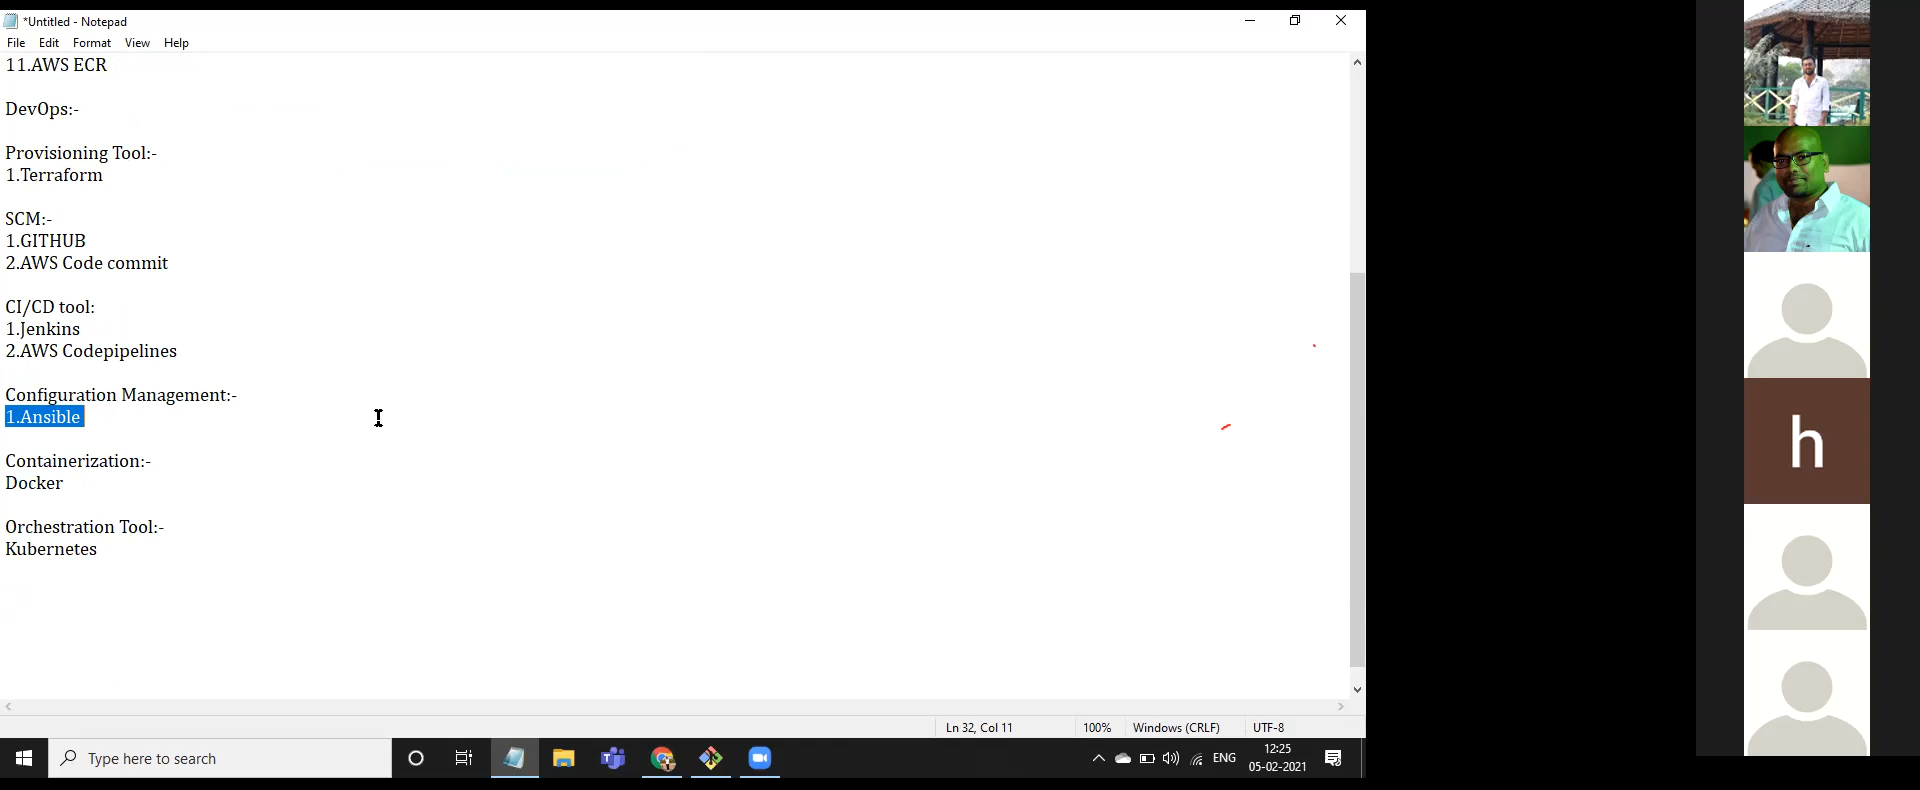 *Untitled - Notepad
File Edit Format View Help
11.AWS ECR
DevOps:-
Provisioning Tool:-
1.Terraform
SCM:-
1.GITHUB
2.AWS Code commit
CI/CD tool:
1.Jenkins
2.AWS Codepipelines
Configuration Management:-
1.Ansible
Containerization:-
Docker
Orchestration Tool:-
Kubernetes
Ln 32, Col 11 100% Windows (CRLF) UTF-8
Type here to search
ENG
12:25
05-02-2021
h